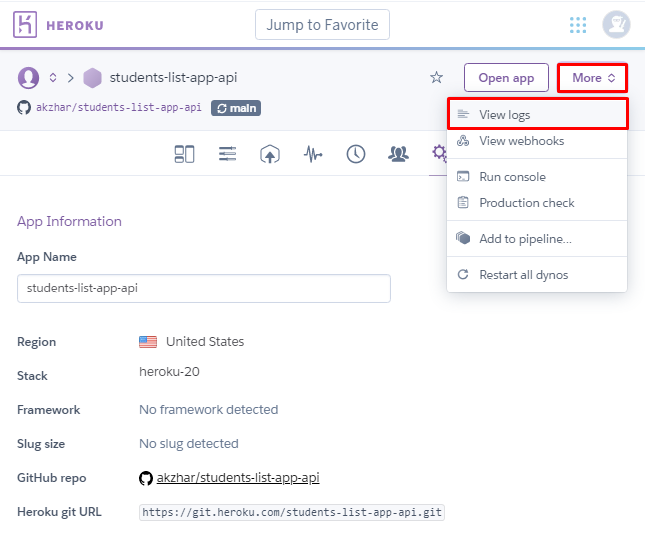 HEROKU
Jump to Favorite
students-list-app-api
Open app
More
akzhar/students-list-app-api
main
View logs
View webhooks
Run console
Production check
Add to pipeline...
Restart all dynos
App Information
App Name
students-list-app-api
Region United States
Stack heroku-20
Framework No framework detected
Slug size No slug detected
GitHub repo akzhar/students-list-app-api
Heroku git URL https://git.heroku.com/students-list-app-api.git